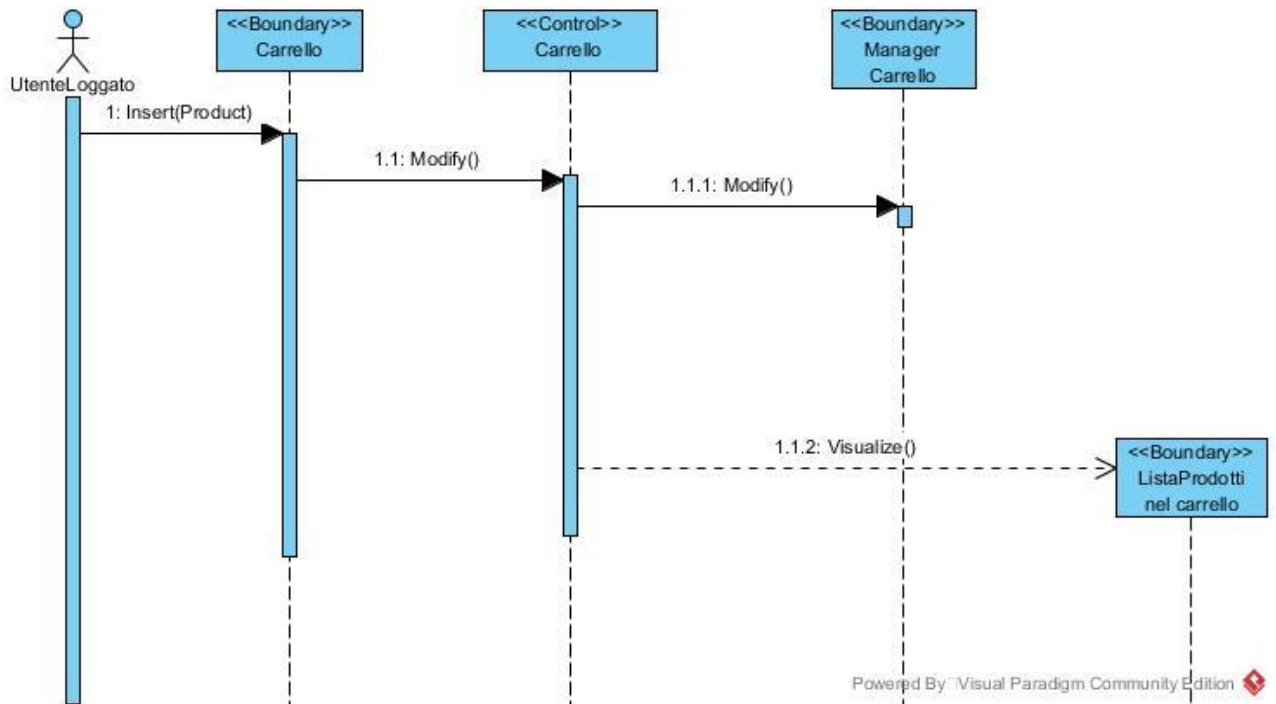 <<Boundary>>
Carrello
<<Control>>
Carrello
<<Boundary>>
Manager
Carrello
UtenteLoggato
1: Insert(Product)
1.1: Modify()
1.1.1: Modify()
1.1.2: Visualize()
<<Boundary>>
ListaProdotti
nel carrello
Powered By Visual Paradigm Community Edition